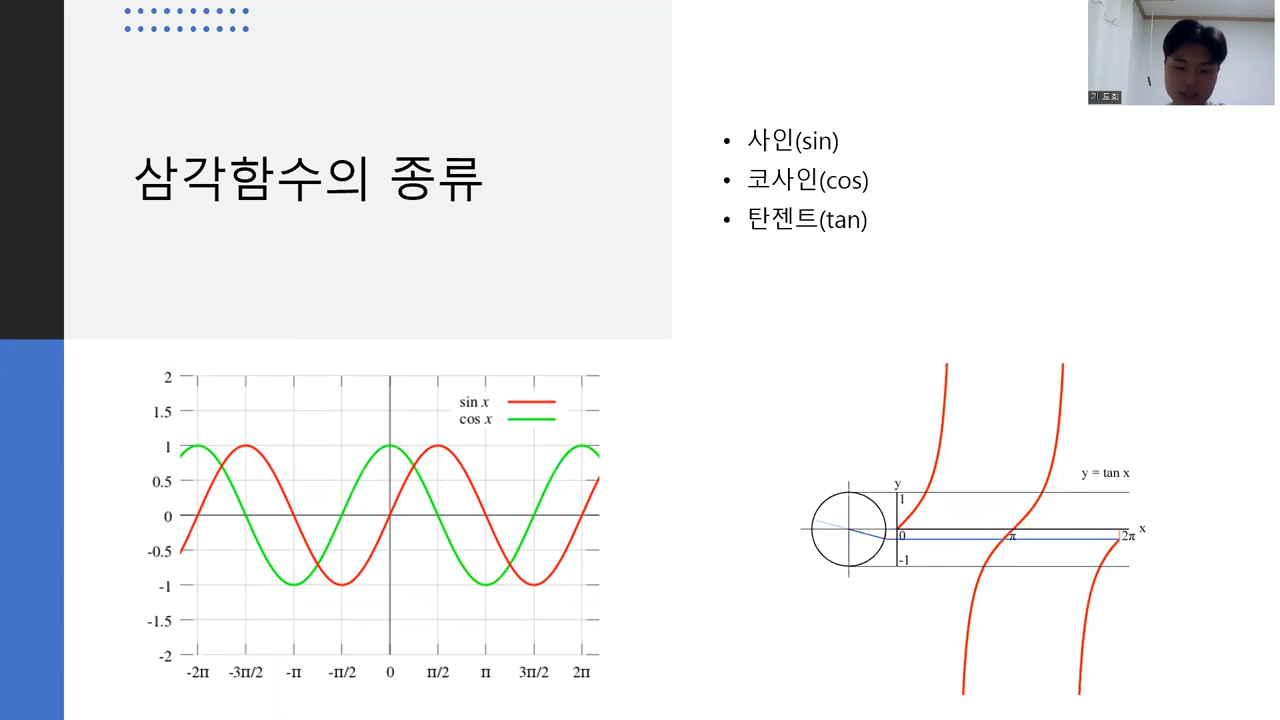 삼각함수의 종류
• 사인(sin)
• 코사인(cos)
• 탄젠트(tan)
2
1.5
1
0.5
0
-0.5
-1
-1.5
-2
sin x
cos x
-2π -3π/2 -π -π/2 0 π/2 π 3π/2 2π
y = tan x
y
1
0 π 2π x
-1